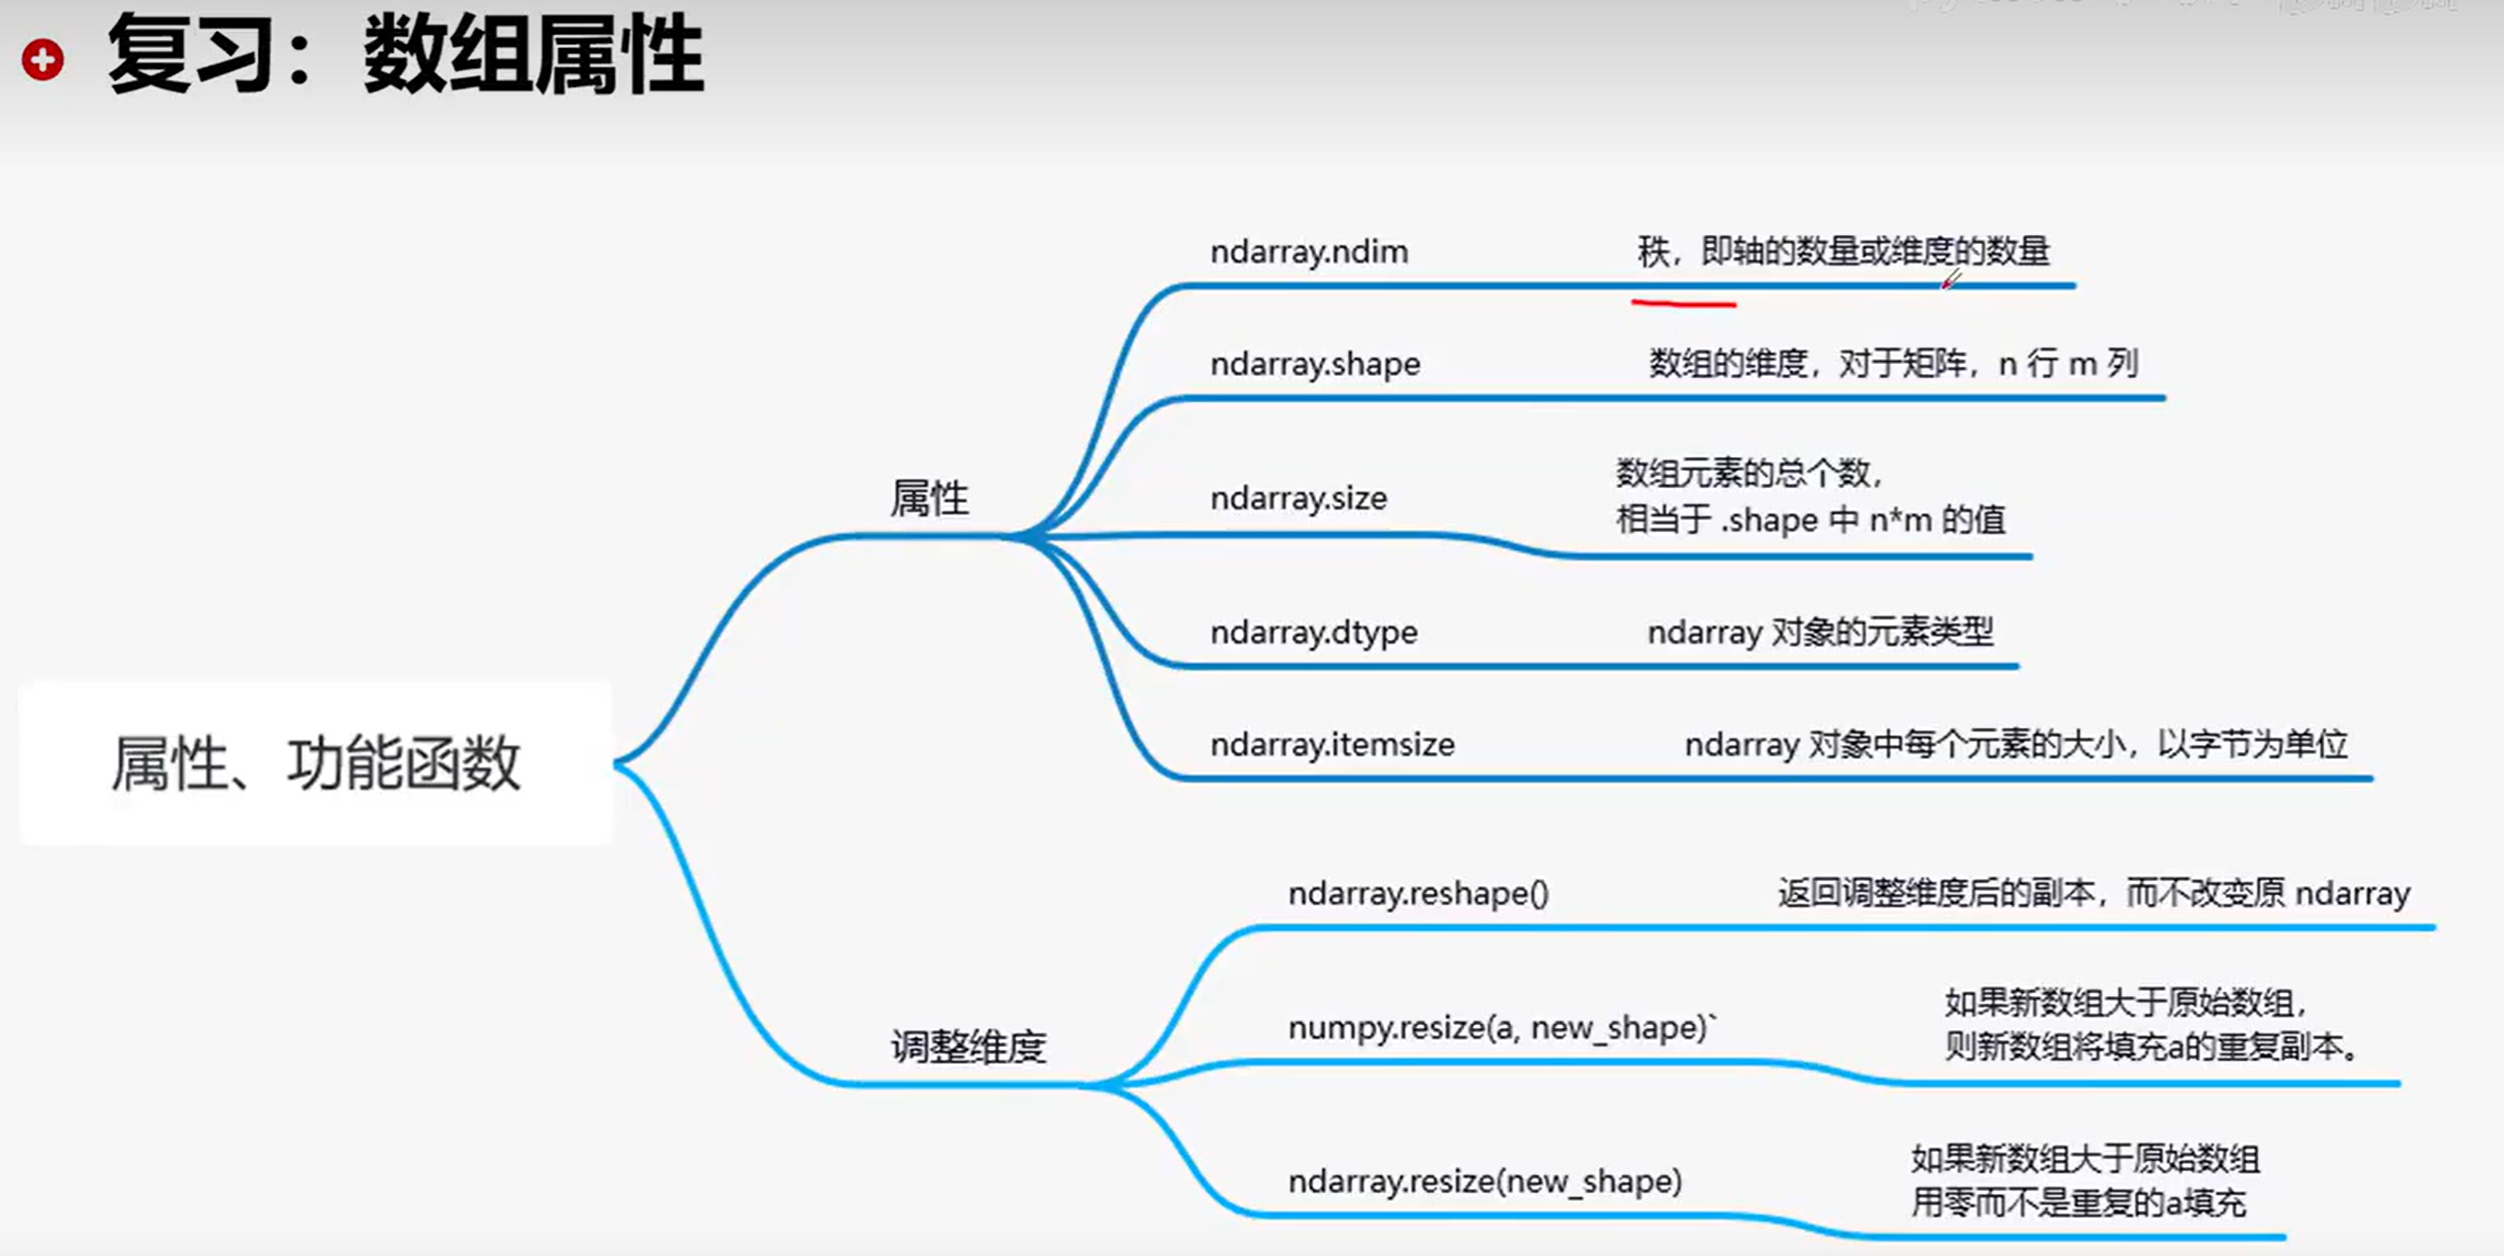 复习：数组属性
属性、功能函数
属性
ndarray.ndim 秩，即轴的数量或维度的数量
ndarray.shape 数组的维度，对于矩阵，n 行 m 列
ndarray.size
数组元素的总个数，
相当于 .shape 中 n*m 的值
ndarray.dtype ndarray 对象的元素类型
ndarray.itemsize ndarray 对象中每个元素的大小，以字节为单位
调整维度
ndarray.reshape() 返回调整维度后的副本，而不改变原 ndarray
numpy.resize(a, new_shape)`
如果新数组大于原始数组，
则新数组将填充a的重复副本。
ndarray.resize(new_shape)
如果新数组大于原始数组
用零而不是重复的a填充